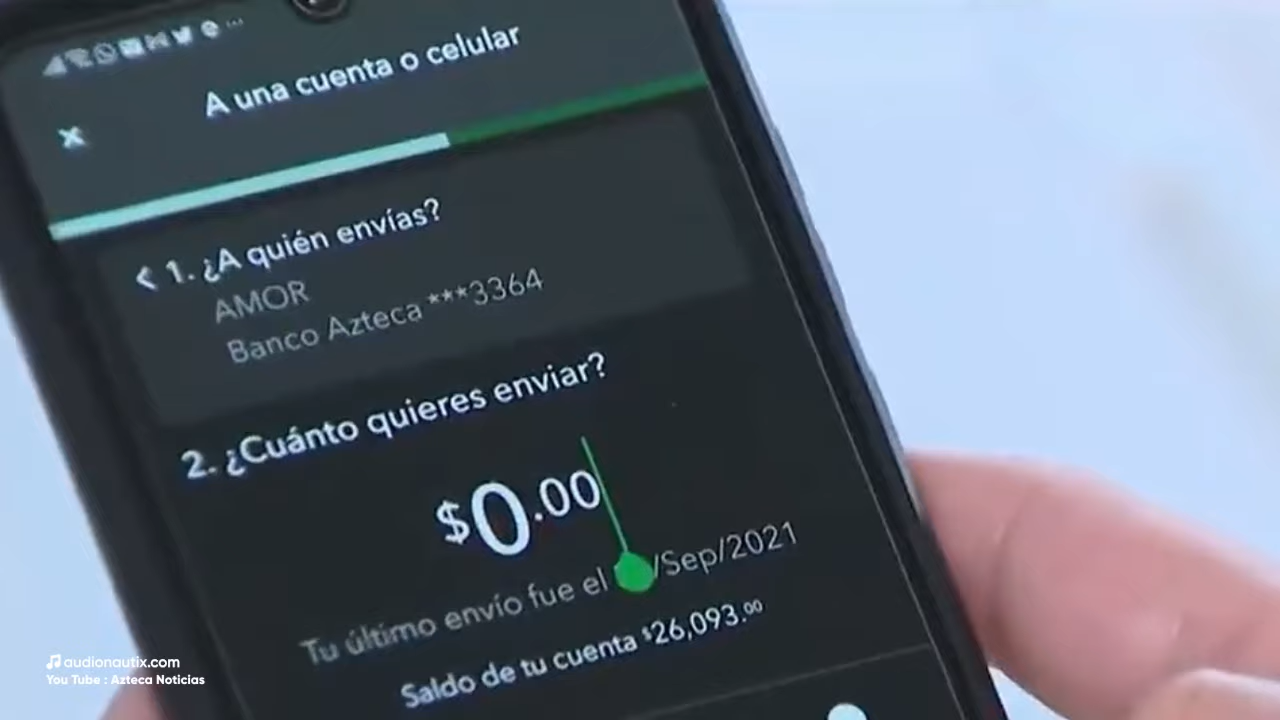 A una cuenta o celular
< 1. ¿A quién envías?
AMOR
Banco Azteca ***3364
2. ¿Cuánto quieres enviar?
$0.00
Tu último envío fue el /Sep/2021
Saldo de tu cuenta $26,093.00
audionautix.com
You Tube : Azteca Noticias